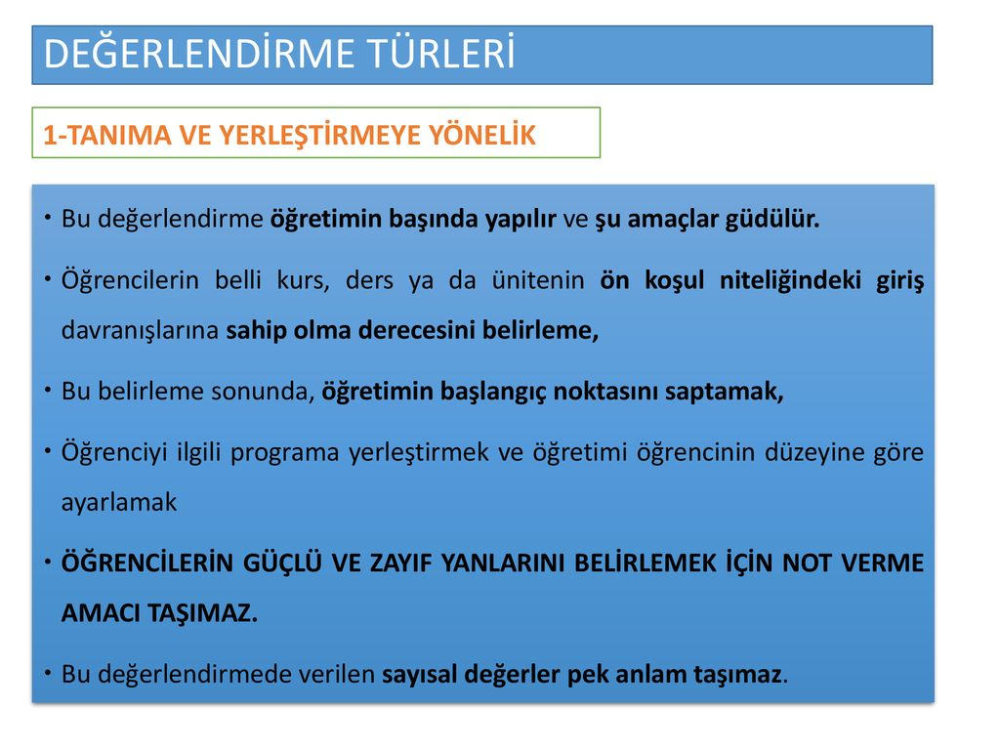 DEĞERLENDİRME TÜRLERİ
1-TANIMA VE YERLEŞTİRMEYE YÖNELİK
• Bu değerlendirme öğretimin başında yapılır ve şu amaçlar güdülür.
• Öğrencilerin belli kurs, ders ya da ünitenin ön koşul niteliğindeki giriş
davranışlarına sahip olma derecesini belirleme,
• Bu belirleme sonunda, öğretimin başlangıç noktasını saptamak,
• Öğrenciyi ilgili programa yerleştirmek ve öğretimi öğrencinin düzeyine göre
ayarlamak
• ÖĞRENCİLERİN GÜÇLÜ VE ZAYIF YANLARINI BELİRLEMEK İÇİN NOT VERME
AMACI TAŞIMAZ.
• Bu değerlendirmede verilen sayısal değerler pek anlam taşımaz.